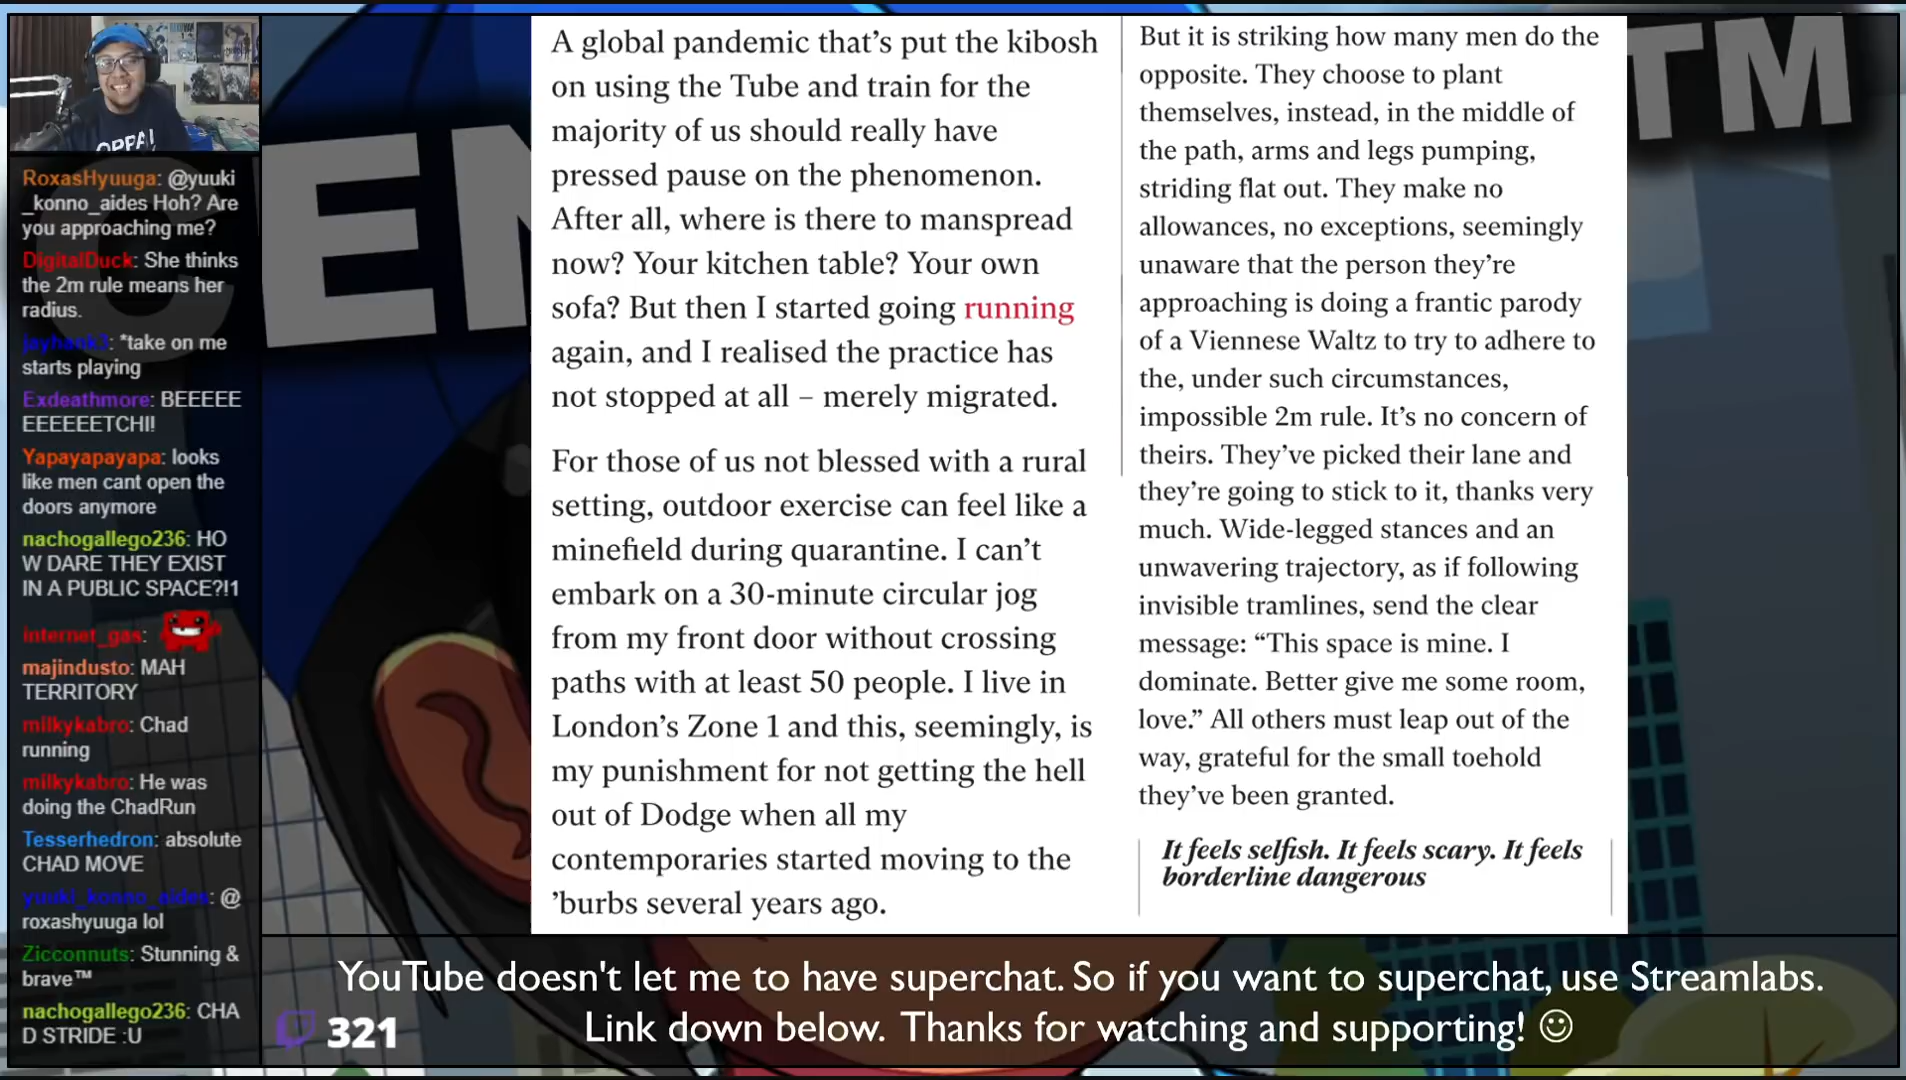 RoxasHyuuga: @yuuki
_konno_aides Hoh? Are
you approaching me?
DigitalDuck: She thinks
the 2m rule means her
radius.
jayhank3: *take on me
starts playing
Exdeathmore: BEEEEE
EEEEEETCH!!
Yapayapayapa: looks
like men cant open the
doors anymore
nachogallego236: HO
W DARE THEY EXIST
IN A PUBLIC SPACE?!1
internet_gas:
majindusto: MAH
TERRITORY
milkykabro: Chad
running
milkykabro: He was
doing the ChadRun
Tesserhedron: absolute
CHAD MOVE
yuuki_konno_aides: @
roxashyuuga lol
Zicconnuts: Stunning &
brave™
nachogallego236: CHA
D STRIDE :U
CEN
TM
A global pandemic that’s put the kibosh
on using the Tube and train for the
majority of us should really have
pressed pause on the phenomenon.
After all, where is there to manspread
now? Your kitchen table? Your own
sofa? But then I started going running
again, and I realised the practice has
not stopped at all – merely migrated.
For those of us not blessed with a rural
setting, outdoor exercise can feel like a
minefield during quarantine. I can’t
embark on a 30-minute circular jog
from my front door without crossing
paths with at least 50 people. I live in
London’s Zone 1 and this, seemingly, is
my punishment for not getting the hell
out of Dodge when all my
contemporaries started moving to the
’burbs several years ago.
But it is striking how many men do the
opposite. They choose to plant
themselves, instead, in the middle of
the path, arms and legs pumping,
striding flat out. They make no
allowances, no exceptions, seemingly
unaware that the person they’re
approaching is doing a frantic parody
of a Viennese Waltz to try to adhere to
the, under such circumstances,
impossible 2m rule. It’s no concern of
theirs. They’ve picked their lane and
they’re going to stick to it, thanks very
much. Wide-legged stances and an
unwavering trajectory, as if following
invisible tramlines, send the clear
message: “This space is mine. I
dominate. Better give me some room,
love.” All others must leap out of the
way, grateful for the small toehold
they’ve been granted.
It feels selfish. It feels scary. It feels
borderline dangerous
YouTube doesn't let me to have superchat. So if you want to superchat, use Streamlabs.
Link down below. Thanks for watching and supporting! ☺
321